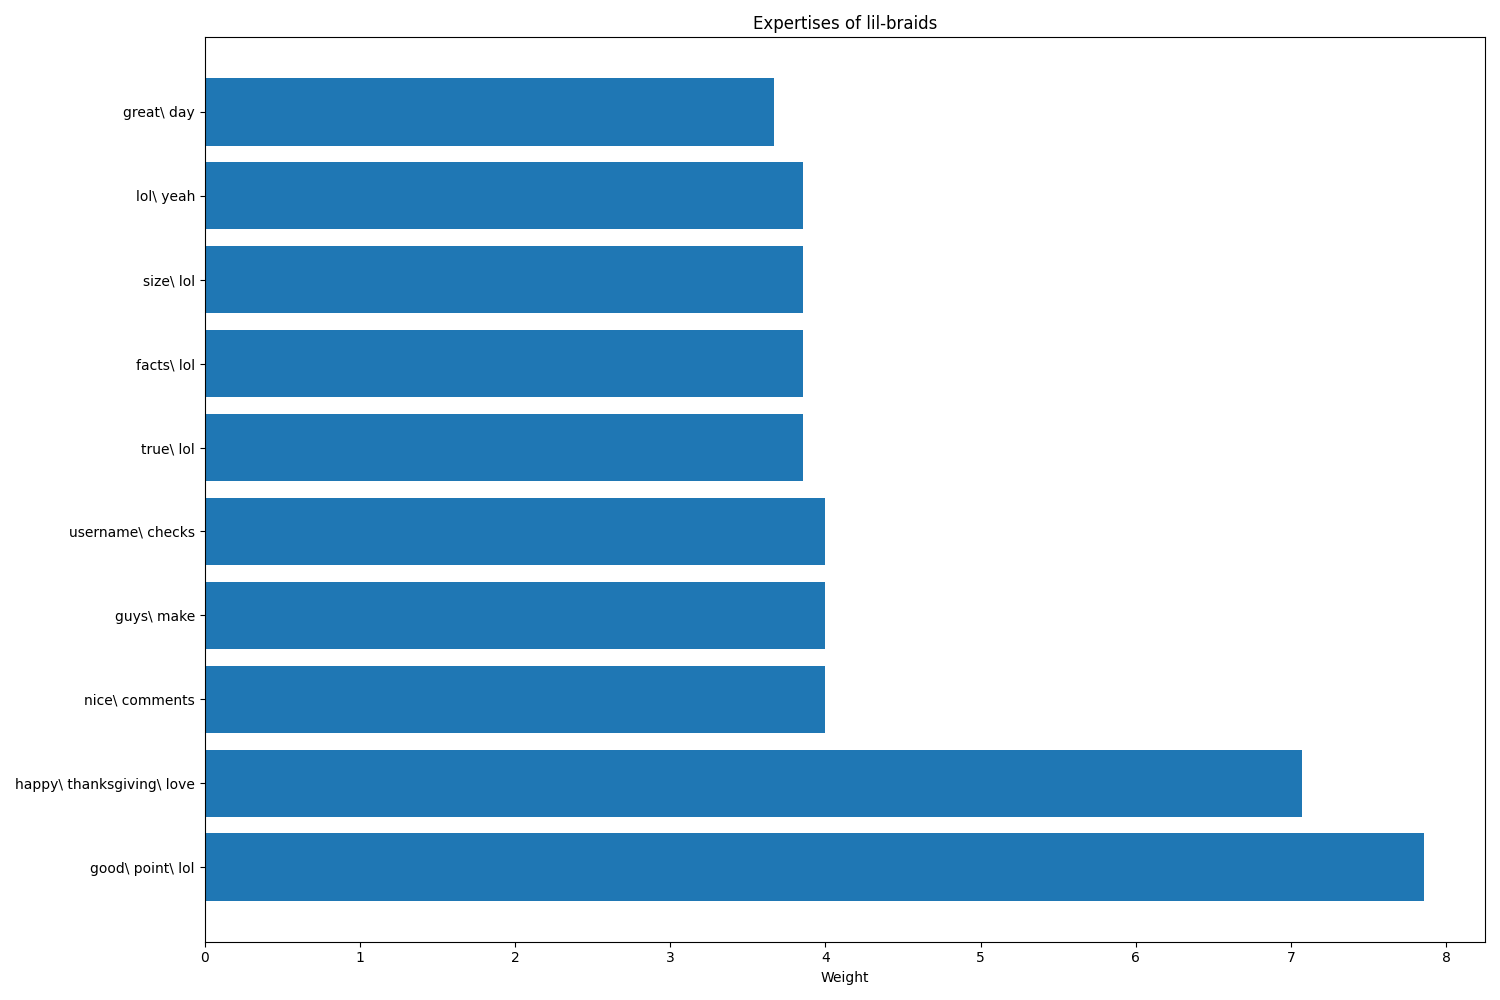 Expertises of lil-braids
great\ day
lol\ yeah
size\ lol
facts\ lol
true\ lol
username\ checks
guys\ make
nice\ comments
happy\ thanksgiving\ love
good\ point\ lol
0 1 2 3 4 5 6 7 8
Weight